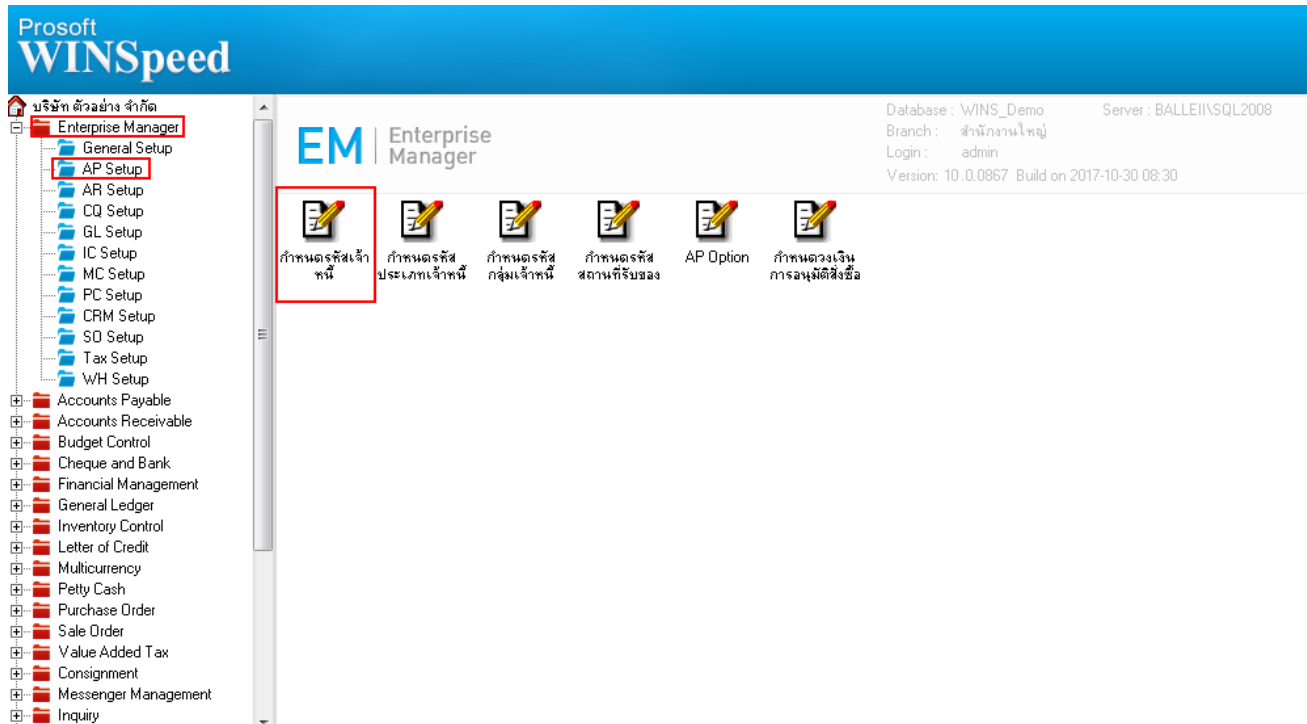 Prosoft
WINSpeed
บริษัท ตัวอย่าง จำกัด
Enterprise Manager
General Setup
AP Setup
AR Setup
CQ Setup
GL Setup
IC Setup
MC Setup
PC Setup
CRM Setup
SO Setup
Tax Setup
WH Setup
Accounts Payable
Accounts Receivable
Budget Control
Cheque and Bank
Financial Management
General Ledger
Inventory Control
Letter of Credit
Multicurrency
Petty Cash
Purchase Order
Sale Order
Value Added Tax
Consignment
Messenger Management
Inquiry
EM Enterprise
Manager
Database : WINS_Demo Server : BALLEII\SQL2008
Branch : สำนักงานใหญ่
Login : admin
Version: 10.0.0867 Build on 2017-10-30 08:30
กำหนดรหัสเจ้า
หนี้
กำหนดรหัส
ประเภทเจ้าหนี้
กำหนดรหัส
กลุ่มเจ้าหนี้
กำหนดรหัส
สถานที่รับของ
AP Option
กำหนดวงเงิน
การอนุมัติสั่งซื้อ